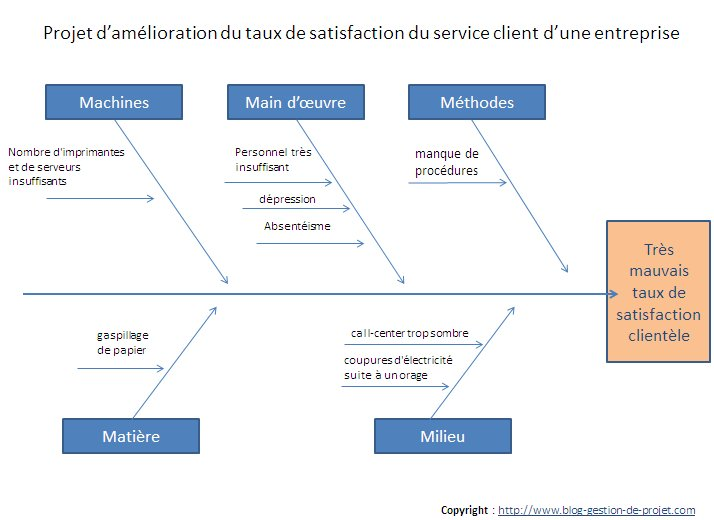 Projet d'amélioration du taux de satisfaction du service client d'une entreprise
Machines
Main d'œuvre
Méthodes
Nombre d'imprimantes
et de serveurs
insuffisants
Personnel très
insuffisant
dépression
Absentéisme
manque de
procédures
Très
mauvais
taux de
satisfaction
clientèle
gaspillage
de papier
call-center trop sombre
coupures d'électricité
suite à un orage
Matière
Milieu
Copyright : http://www.blog-gestion-de-projet.com